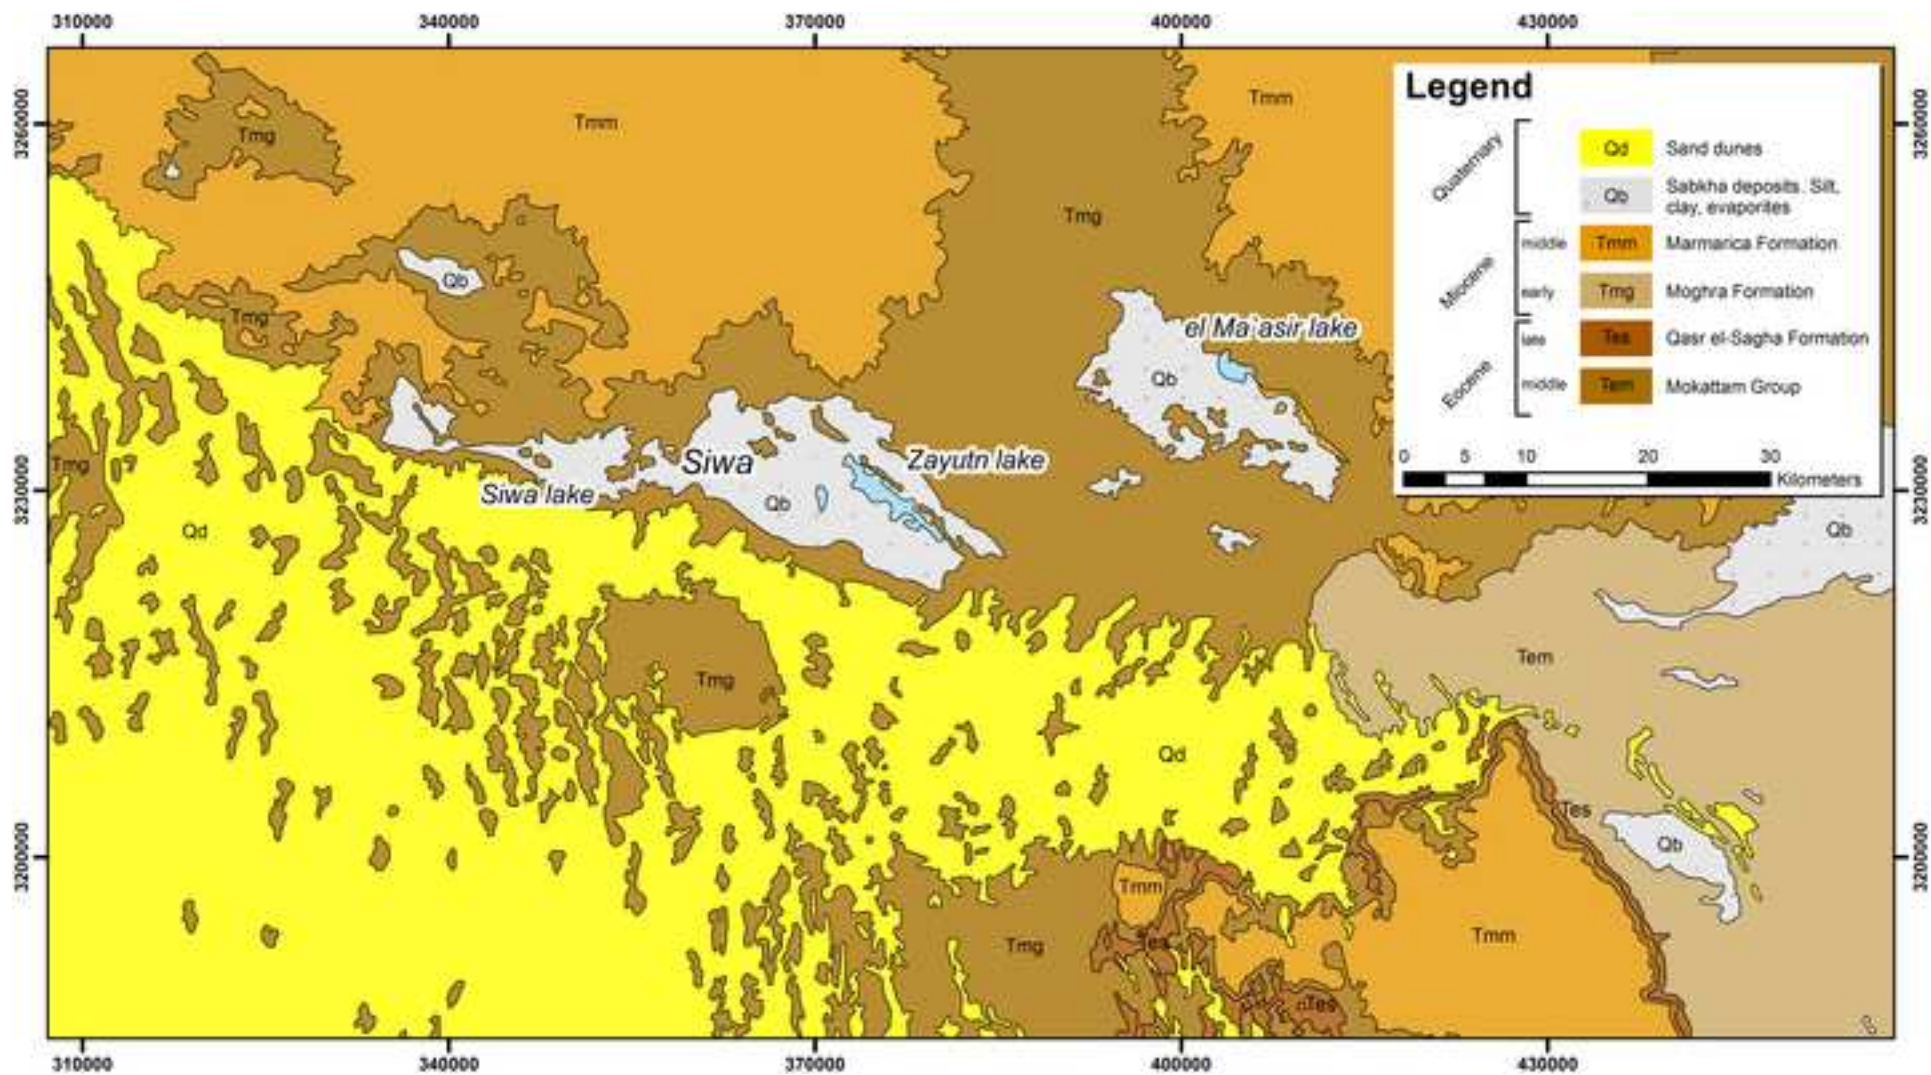 310000 340000 370000 400000 430000
3260000
3260000
Tmg
Tmm
Tmm
Tmg
Qb
Tmg
el Ma`asir lake
Qb
Siwa
Zayutn lake
Tmg
Siwa lake
Qb
3230000
3230000
Qd
Qb
Tem
Tmg
Qd
Tes
Qb
3200000
3200000
Tmm
Tmm
Tes
Tmg
Tes
310000 340000 370000 400000 430000
Legend
Quaternary
Qd Sand dunes
Qb Sabkha deposits. Silt,
clay, evaporites
Miocene
middle Tmm Marmarica Formation
early Tmg Moghra Formation
Eocene
late Tes Qasr el-Sagha Formation
middle Tem Mokattam Group
0 5 10 20 30
Kilometers